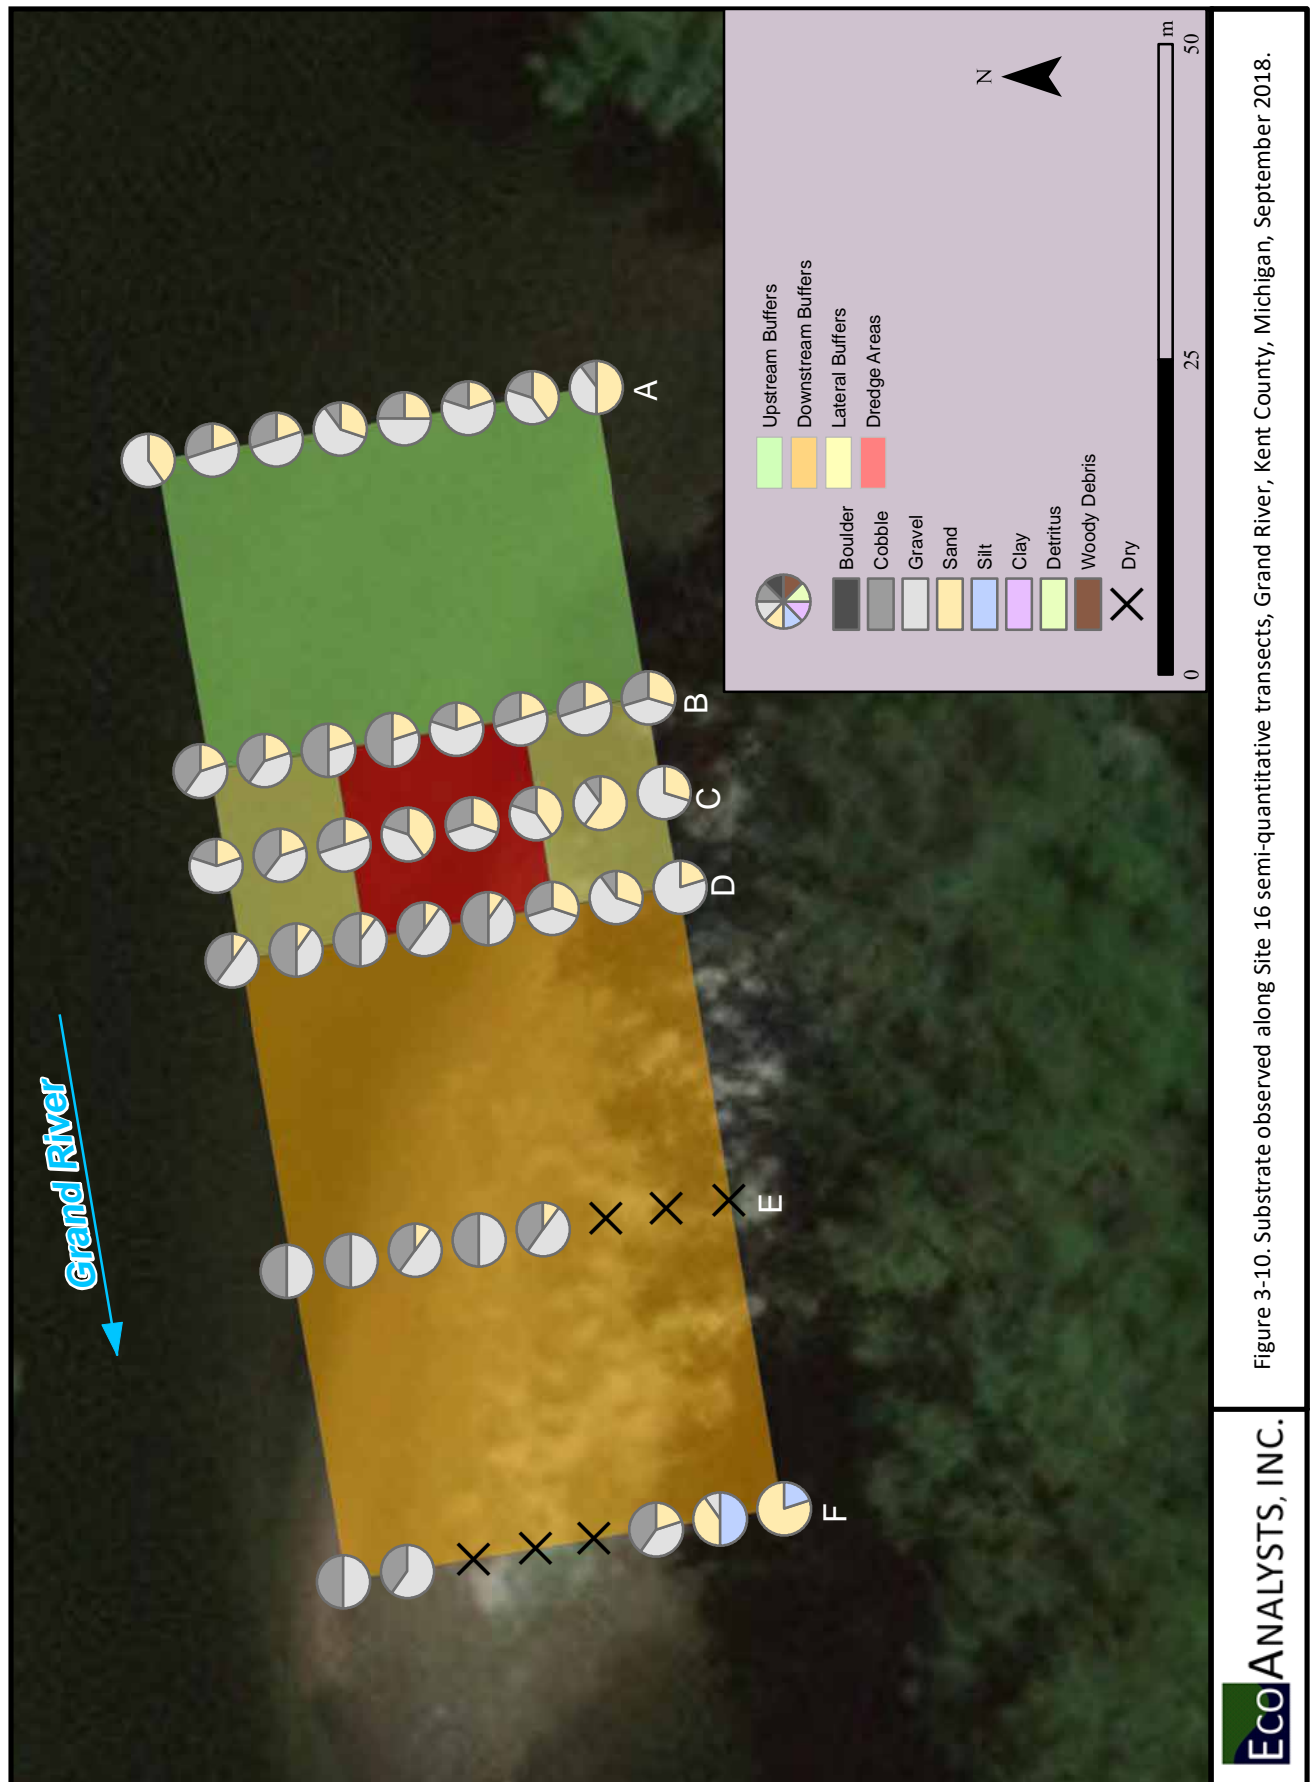 Grand River
A
B
C
D
E
F
Upstream Buffers
Downstream Buffers
Lateral Buffers
Dredge Areas
Boulder
Cobble
Gravel
Sand
Silt
Clay
Detritus
Woody Debris
Dry
N
0 25 50 m
ECOANALYSTS, INC.
Figure 3-10. Substrate observed along Site 16 semi-quantitative transects, Grand River, Kent County, Michigan, September 2018.